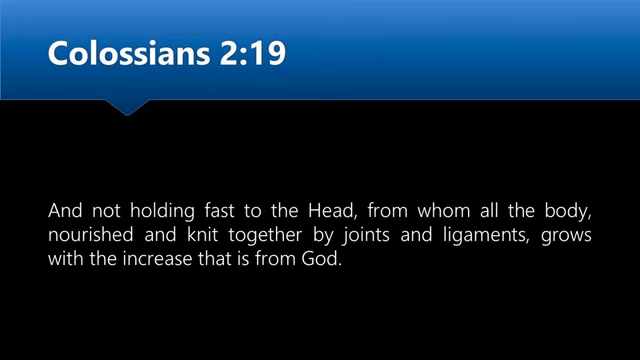 Colossians 2:19
And not holding fast to the Head, from whom all the body,
nourished and knit together by joints and ligaments, grows
with the increase that is from God.